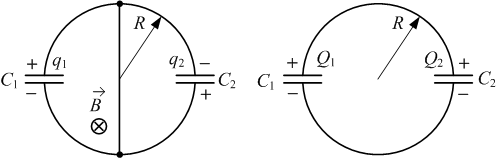 R R
+ q₁ q₂ − + Q₁ Q₂ +
C₁ C₂ C₁ C₂
− + − −
B⃗
⊗